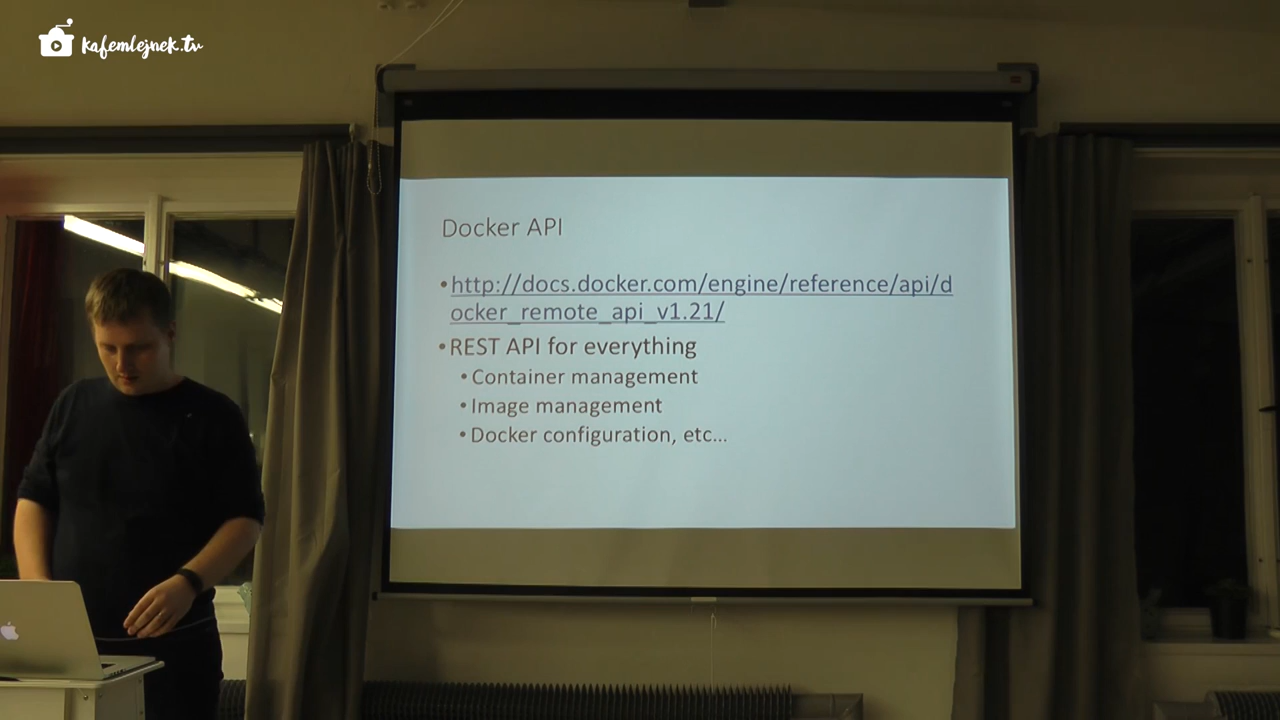 kafemlejnek.tv
Docker API
•http://docs.docker.com/engine/reference/api/d
ocker_remote_api_v1.21/
•REST API for everything
•Container management
•Image management
•Docker configuration, etc...